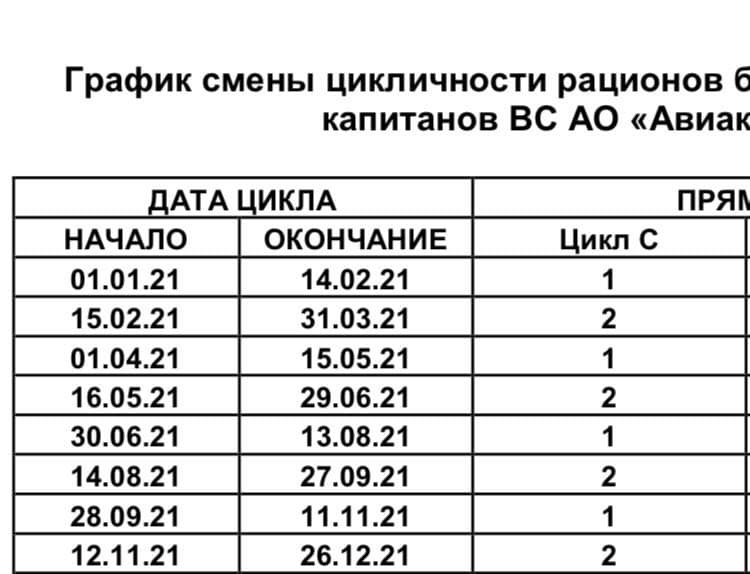 График смены цикличности рационов б
капитанов ВС АО «Авиак
ДАТА ЦИКЛА ПРЯМ
НАЧАЛО ОКОНЧАНИЕ Цикл С
01.01.21 14.02.21 1
15.02.21 31.03.21 2
01.04.21 15.05.21 1
16.05.21 29.06.21 2
30.06.21 13.08.21 1
14.08.21 27.09.21 2
28.09.21 11.11.21 1
12.11.21 26.12.21 2